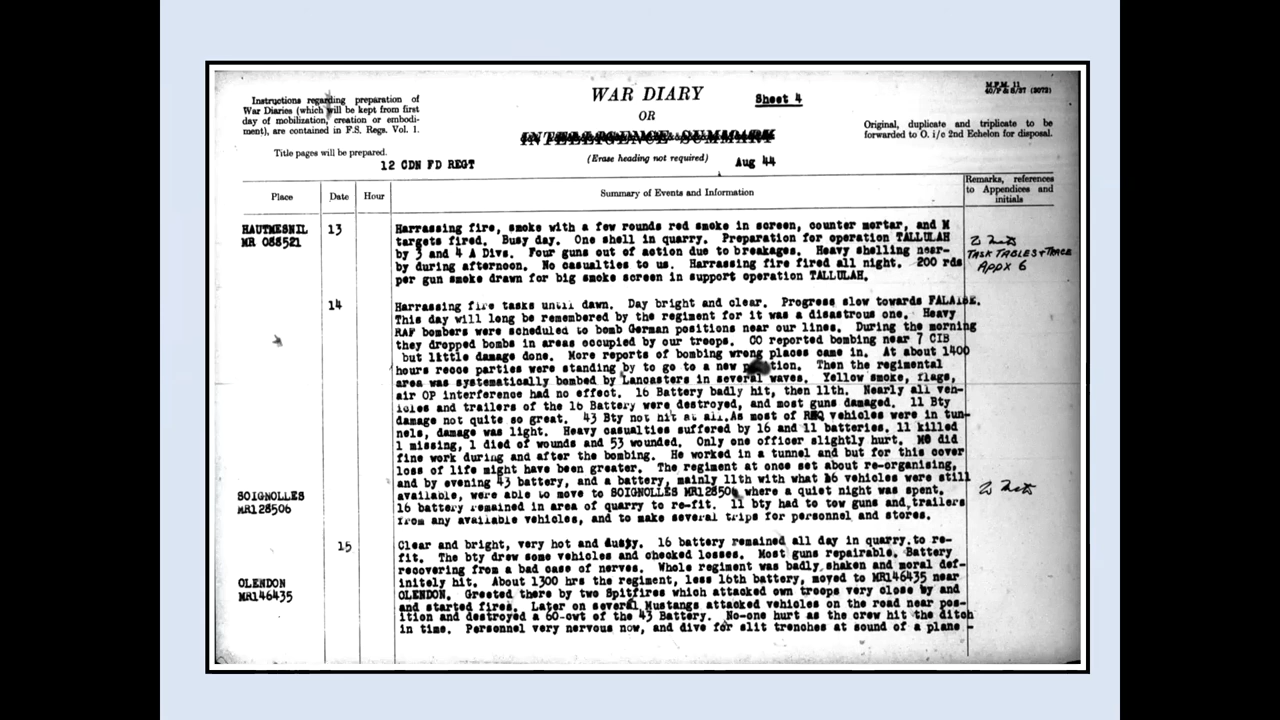 Instructions regarding preparation of
War Diaries (which will be kept from first
day of mobilization, creation or embodi-
ment), are contained in F.S. Regs. Vol. 1.
Title pages will be prepared.
WAR DIARY
OR
INTELLIGENCE SUMMARY
(Erase heading not required)
Sheet 4
Aug 44
M.F.M. 11
Original, duplicate and triplicate to be
forwarded to O. i/c 2nd Echelon for disposal.
12 CDN FD REGT
Place Date Hour Summary of Events and Information
Remarks, references
to Appendices and
initials
HAUTMESNIL
MR 088521
13
Harrassing fire, smoke with a few rounds red smoke in screen, counter mortar, and M
targets fired. Busy day. One shell in quarry. Preparation for operation TALLULAH
by 3 and 4 A Divs. Four guns out of action due to breakages. Heavy shelling near-
by during afternoon. No casualties to us. Harrassing fire fired all night. 200 rds
per gun smoke drawn for big smoke screen in support operation TALLULAH.
TASK TABLES + TRACE
APPX 6
14
Harrassing fire tasks until dawn. Day bright and clear. Progress slow towards FALAISE.
This day will long be remembered by the regiment for it was a disastrous one. Heavy
RAF bombers were scheduled to bomb German positions near our lines. During the morning
they dropped bombs in areas occupied by our troops. CO reported bombing near 7 CIB
but little damage done. More reports of bombing wrong places came in. At about 1400
hours recce parties were standing by to go to a new position. Then the regimental
area was systematically bombed by Lancasters in several waves. Yellow smoke, flags,
air OP interference had no effect. 16 Battery badly hit, then 11th. Nearly all veh-
icles and trailers of the 16 Battery were destroyed, and most guns damaged. 11 Bty
damage not quite so great. 43 Bty not hit at all. As most of RHQ vehicles were in tun-
nels, damage was light. Heavy casualties suffered by 16 and 11 batteries. 11 killed
1 missing, 1 died of wounds and 53 wounded. Only one officer slightly hurt. MO did
fine work during and after the bombing. He worked in a tunnel and but for this cover
loss of life might have been greater. The regiment at once set about re-organising,
and by evening 43 battery, and a battery, mainly 11th with what 16 vehicles were still
available, were able to move to SOIGNOLLES MR128506 where a quiet night was spent.
16 battery remained in area of quarry to re-fit. 11 bty had to tow guns and trailers
from any available vehicles, and to make several trips for personnel and stores.
SOIGNOLLES
MR128506
15
Clear and bright, very hot and dusty. 16 battery remained all day in quarry to re-
fit. The bty drew some vehicles and checked losses. Most guns repairable. Battery
recovering from a bad case of nerves. Whole regiment was badly shaken and moral def-
initely hit. About 1300 hrs the regiment, less 16th battery, moved to MR146435 near
OLENDON. Greeted there by two Spitfires which attacked own troops very close by and
and started fires. Later on several Mustangs attacked vehicles on the road near pos-
ition and destroyed a 60-cwt of the 43 Battery. No-one hurt as the crew hit the ditch
in time. Personnel very nervous now, and dive for slit trenches at sound of a plane -
OLENDON
MR146435